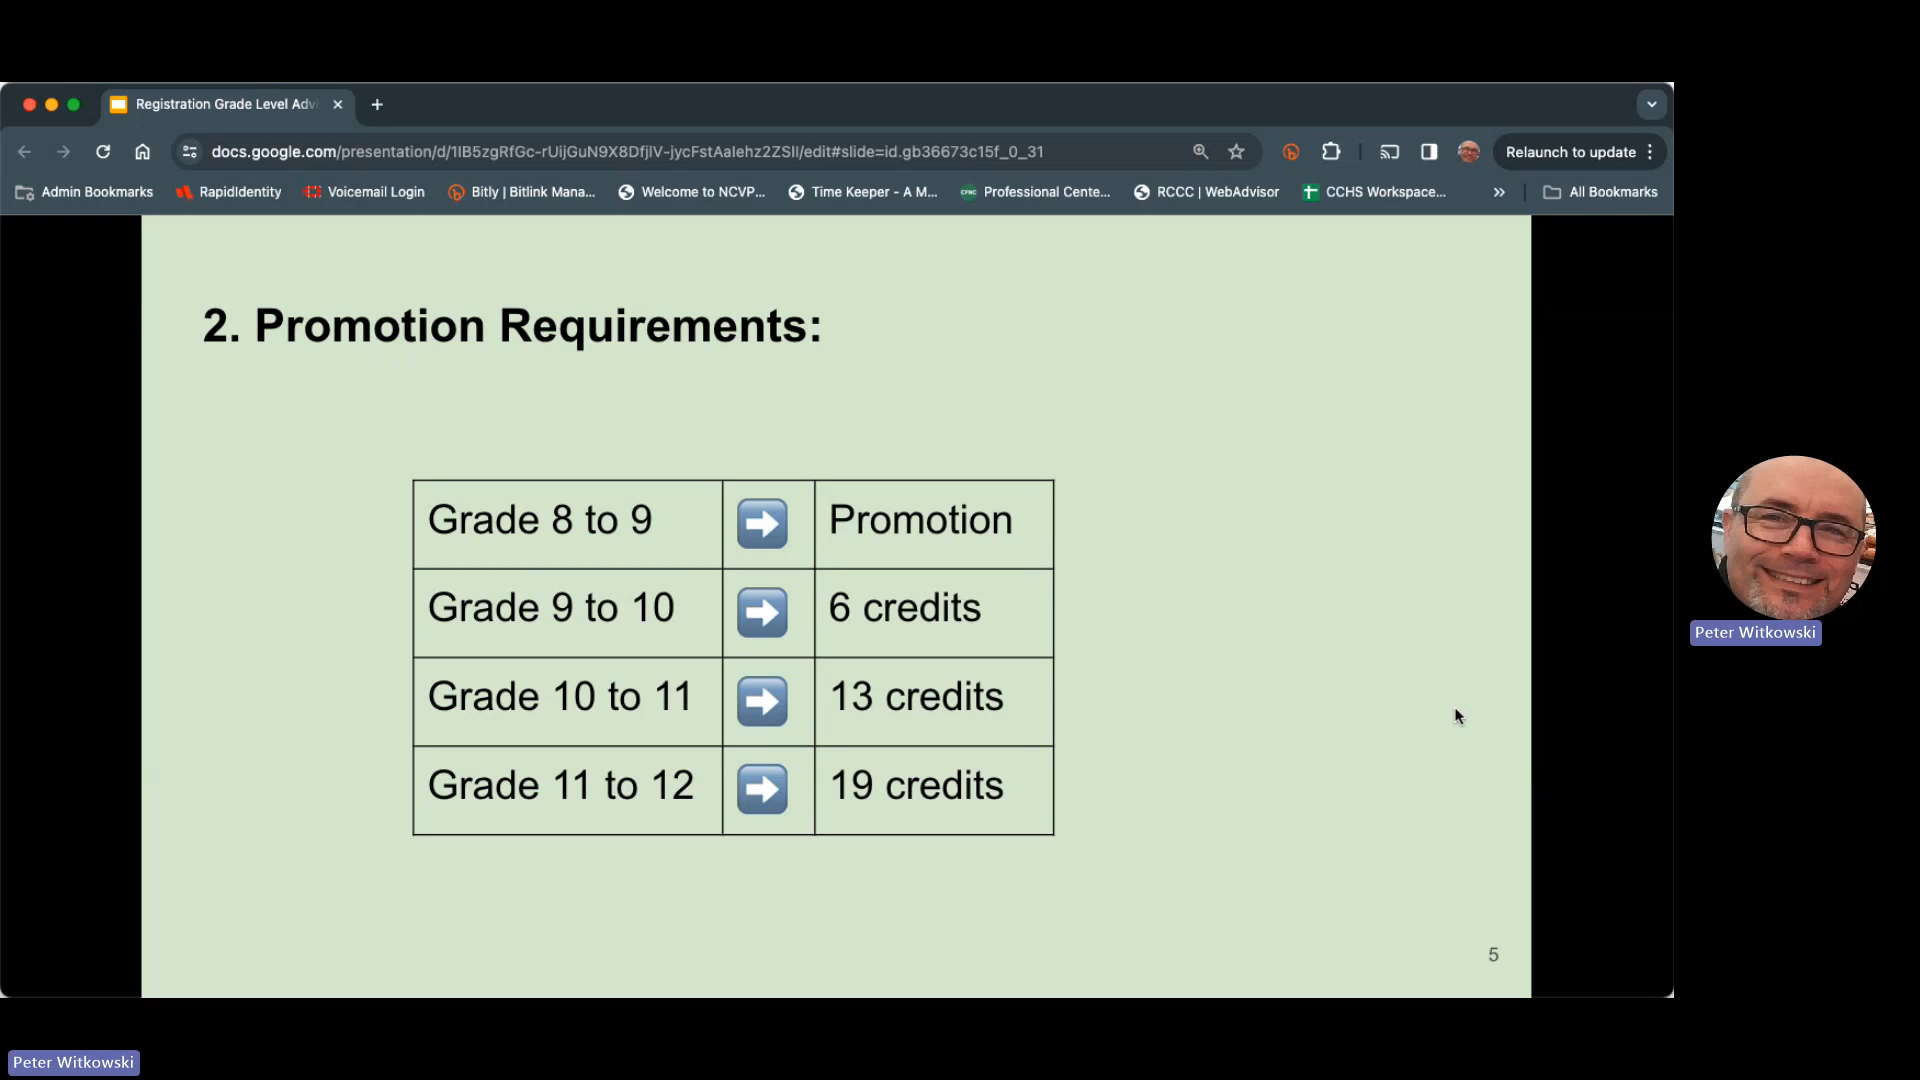 Registration Grade Level Adv
docs.google.com/presentation/d/1IB5zgRfGc-rUijGuN9X8DfjlV-jycFstAalehz2ZSlI/edit#slide=id.gb36673c15f_0_31
Relaunch to update
Admin Bookmarks
RapidIdentity
Voicemail Login
Bitly | Bitlink Mana...
Welcome to NCVP...
Time Keeper - A M...
CFNC
Professional Cente...
RCCC | WebAdvisor
CCHS Workspace...
All Bookmarks
2. Promotion Requirements:
Grade 8 to 9 ➡ Promotion
Grade 9 to 10 ➡ 6 credits
Grade 10 to 11 ➡ 13 credits
Grade 11 to 12 ➡ 19 credits
5
Peter Witkowski
Peter Witkowski